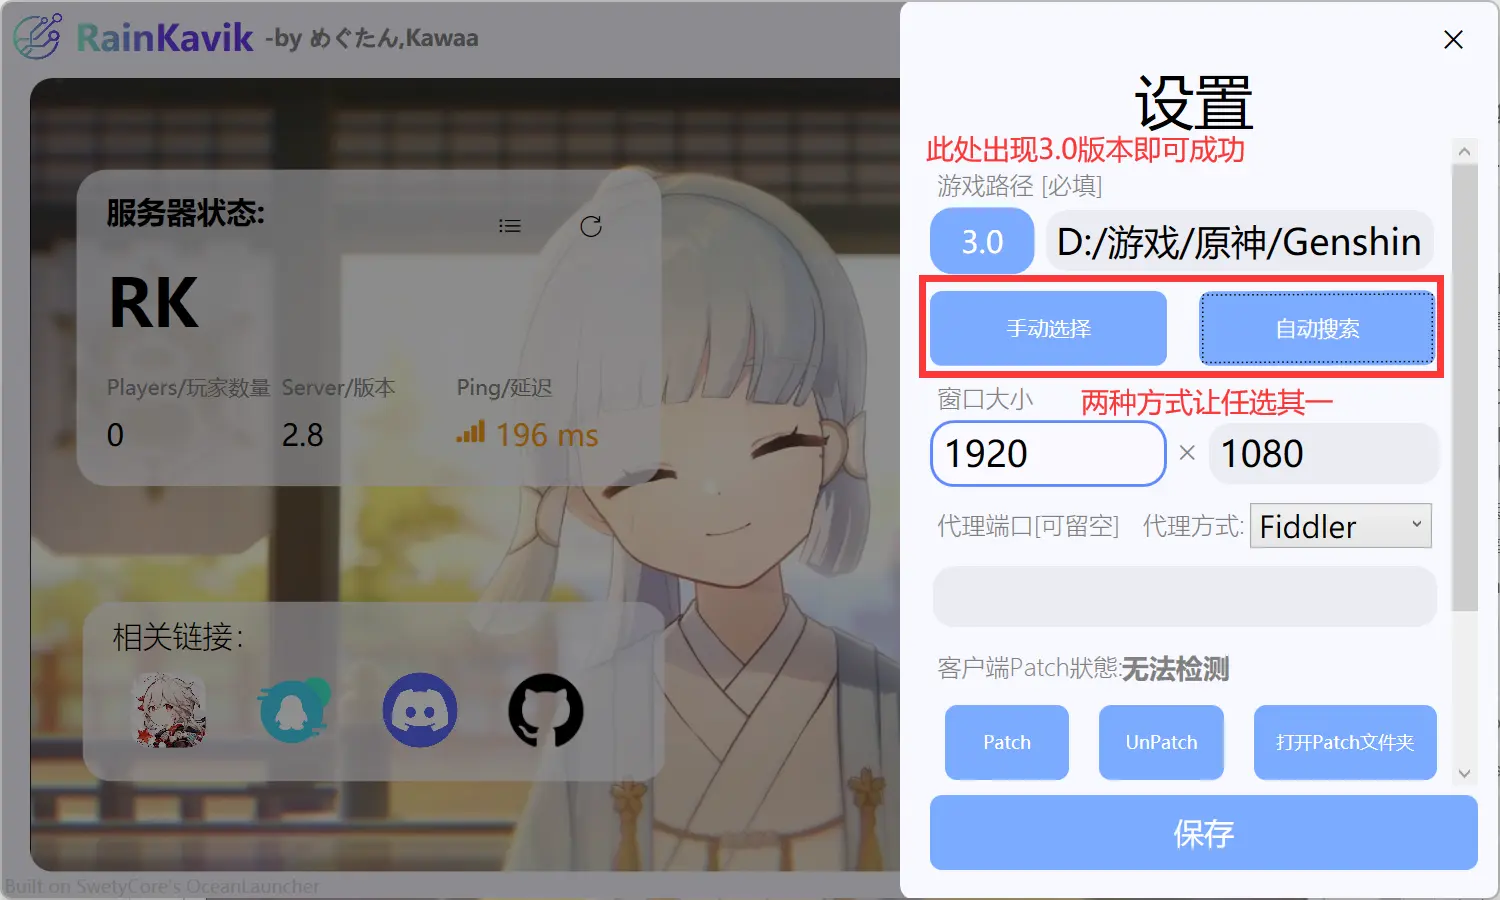 RainKavik -by めぐたん,Kawaa
服务器状态:
RK
Players/玩家数量 Server/版本 Ping/延迟
0 2.8 196 ms
相关链接:
Built on SwetyCore's OceanLauncher
设置
此处出现3.0版本即可成功
游戏路径 [必填]
3.0 D:/游戏/原神/Genshin
手动选择 自动搜索
窗口大小 两种方式让任选其一
1920 × 1080
代理端口[可留空] 代理方式: Fiddler
客户端Patch狀態:无法检测
Patch UnPatch 打开Patch文件夹
保存